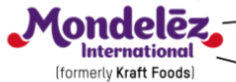 Mondelēz
International
(formerly Kraft Foods)